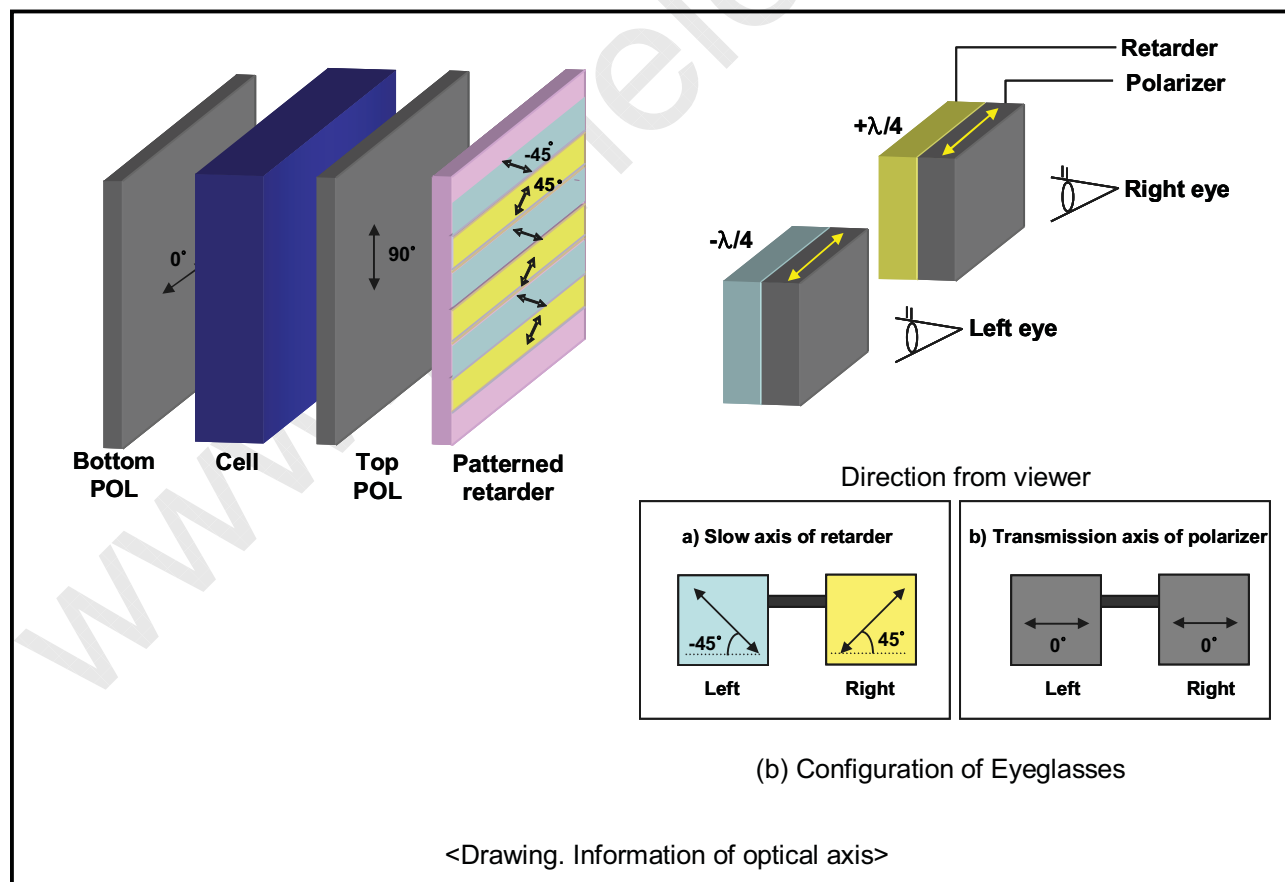 Retarder
Polarizer
+λ/4
Right eye
-λ/4
Left eye
-45°
45°
0°
90°
Bottom
POL
Cell
Top
POL
Patterned
retarder
Direction from viewer
a) Slow axis of retarder
-45°
45°
Left
Right
b) Transmission axis of polarizer
0°
0°
Left
Right
(b) Configuration of Eyeglasses
<Drawing. Information of optical axis>